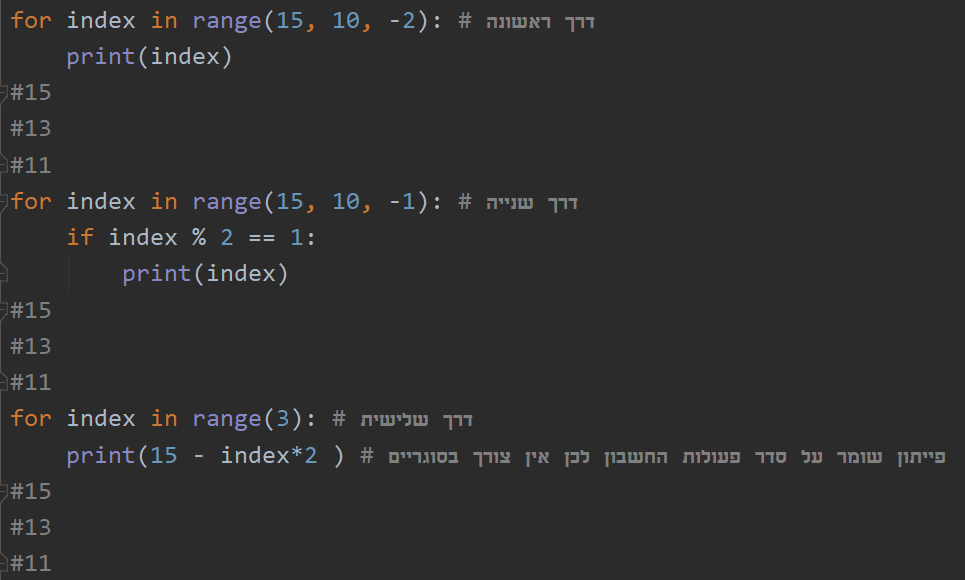 for index in range(15, 10, -2): # דרך ראשונה
    print(index)
#15
#13
#11
for index in range(15, 10, -1): # דרך שנייה
    if index % 2 == 1:
        print(index)
#15
#13
#11
for index in range(3): # דרך שלישית
    print(15 - index*2 ) # פייתון שומר על סדר פעולות החשבון לכן אין צורך בסוגריים
#15
#13
#11